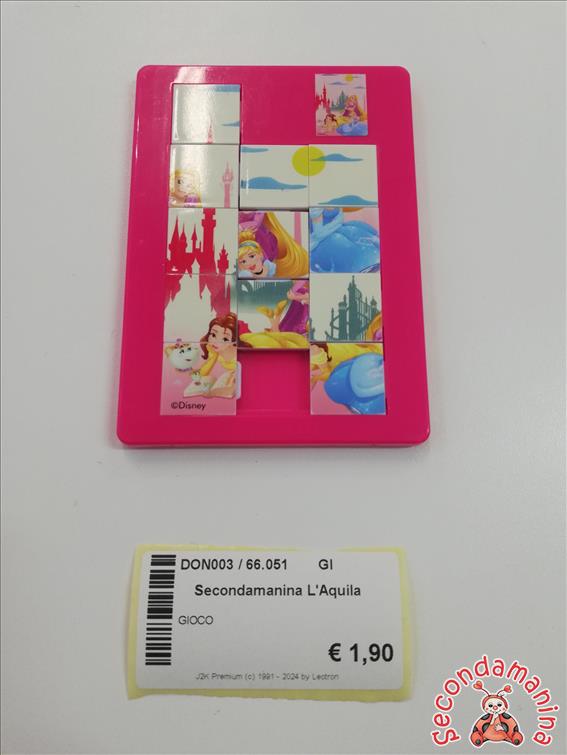 ©Disney
DON003 / 66.051 GI
Secondamanina L'Aquila
GIOCO
€ 1,90
J2K Premium (c) 1991 - 2024 by Lectron
Secondamanina